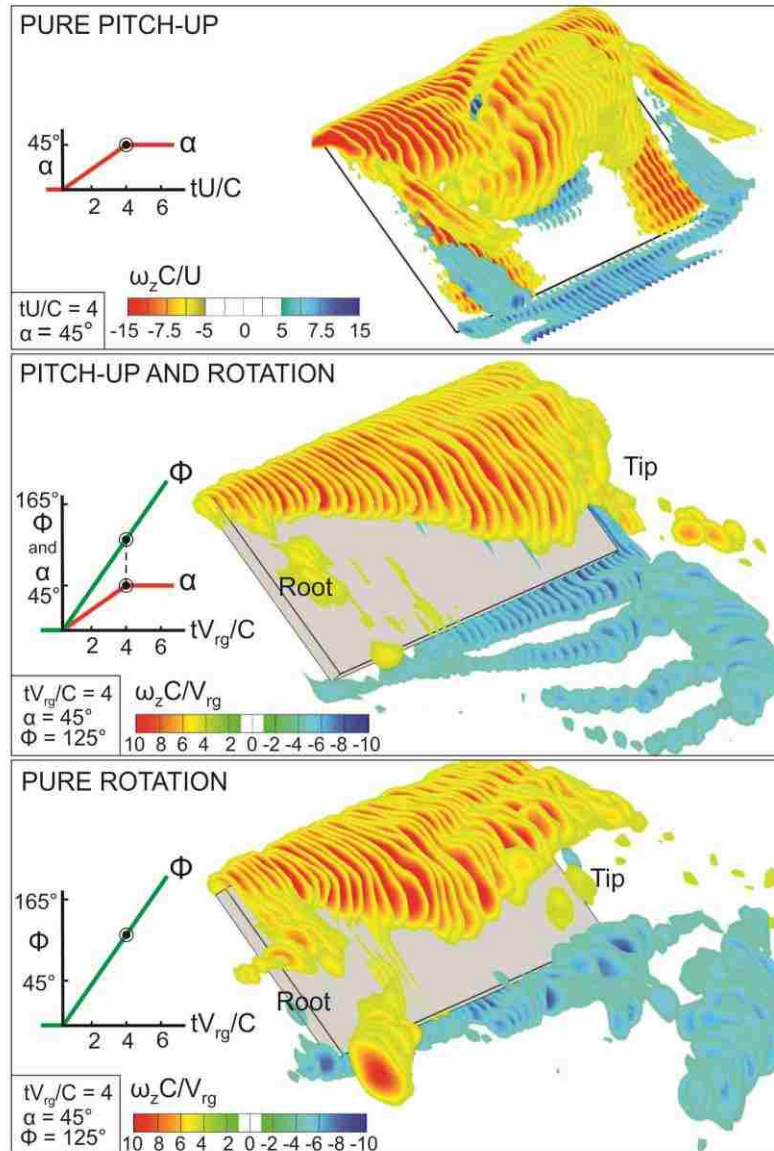 PURE PITCH-UP
45°
α
α
2 4 6
tU/C
ω_zC/U
tU/C = 4
α = 45°
-15 -7.5 -5 0 5 7.5 15
PITCH-UP AND ROTATION
Φ
165°
Φ
and
α
45°
α
2 4 6
tV_rg/C
Tip
Root
tV_rg/C = 4
α = 45°
Φ = 125°
ω_zC/V_rg
10 8 6 4 2 0 -2 -4 -6 -8 -10
PURE ROTATION
Φ
165°
Φ
45°
2 4 6
tV_rg/C
Tip
Root
tV_rg/C = 4
α = 45°
Φ = 125°
ω_zC/V_rg
10 8 6 4 2 0 -2 -4 -6 -8 -10